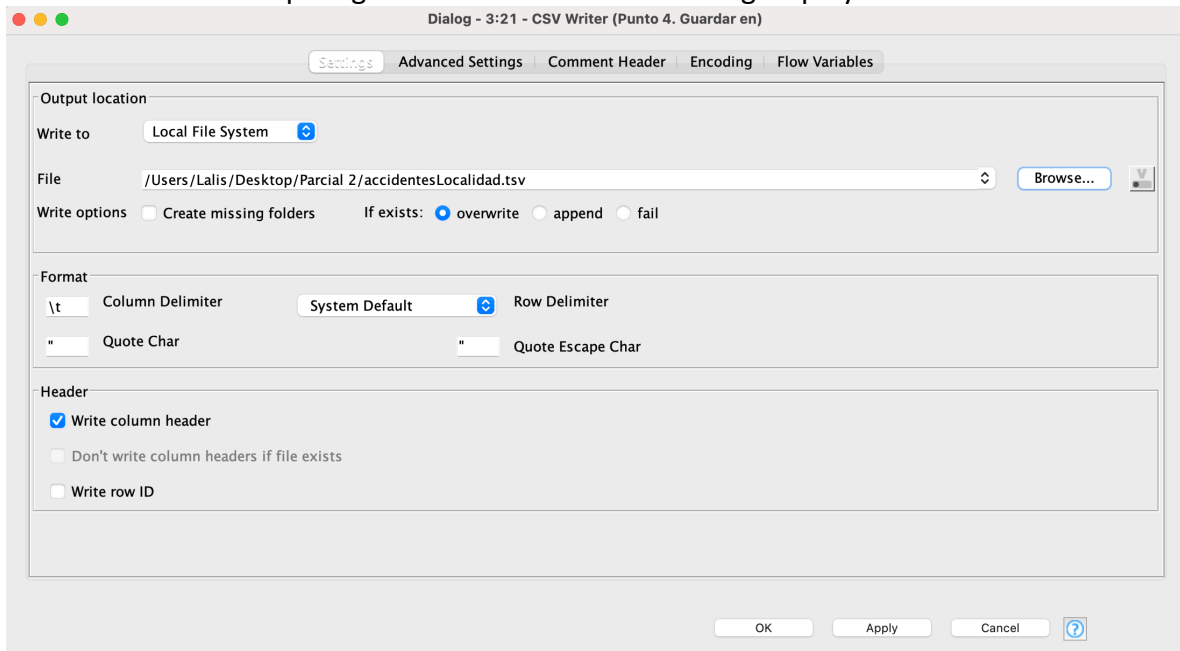 Dialog - 3:21 - CSV Writer (Punto 4. Guardar en)
Settings Advanced Settings Comment Header Encoding Flow Variables
Output location
Write to Local File System
File /Users/Lalis/Desktop/Parcial 2/accidentesLocalidad.tsv Browse... V
Write options Create missing folders If exists: overwrite append fail
Format
\t Column Delimiter System Default Row Delimiter
" Quote Char " Quote Escape Char
Header
Write column header
Don't write column headers if file exists
Write row ID
OK Apply Cancel ?